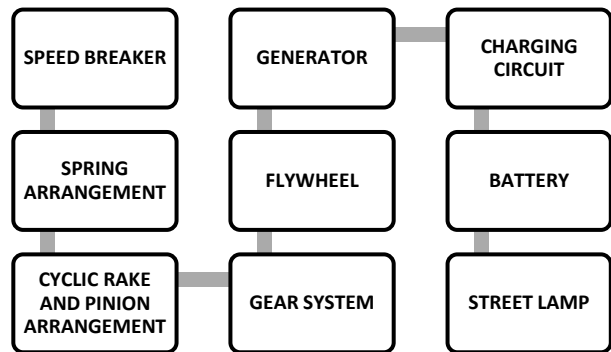 SPEED BREAKER
GENERATOR
CHARGING
CIRCUIT
SPRING
ARRANGEMENT
FLYWHEEL
BATTERY
CYCLIC RAKE
AND PINION
ARRANGEMENT
GEAR SYSTEM
STREET LAMP